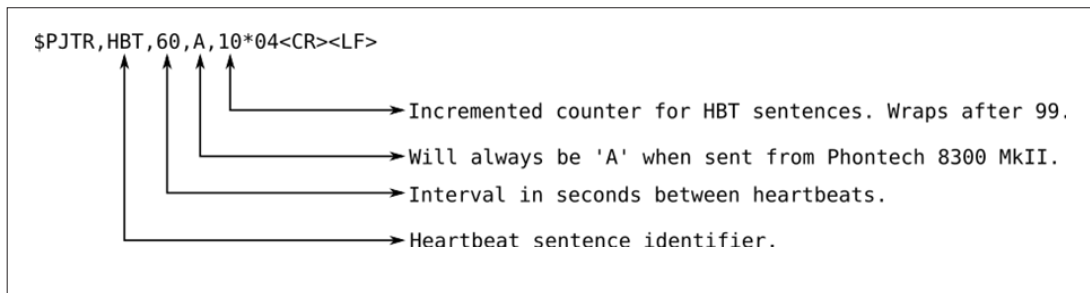 $PJTR,HBT,60,A,10*04<CR><LF>
Incremented counter for HBT sentences. Wraps after 99.
Will always be 'A' when sent from Phontech 8300 MkII.
Interval in seconds between heartbeats.
Heartbeat sentence identifier.